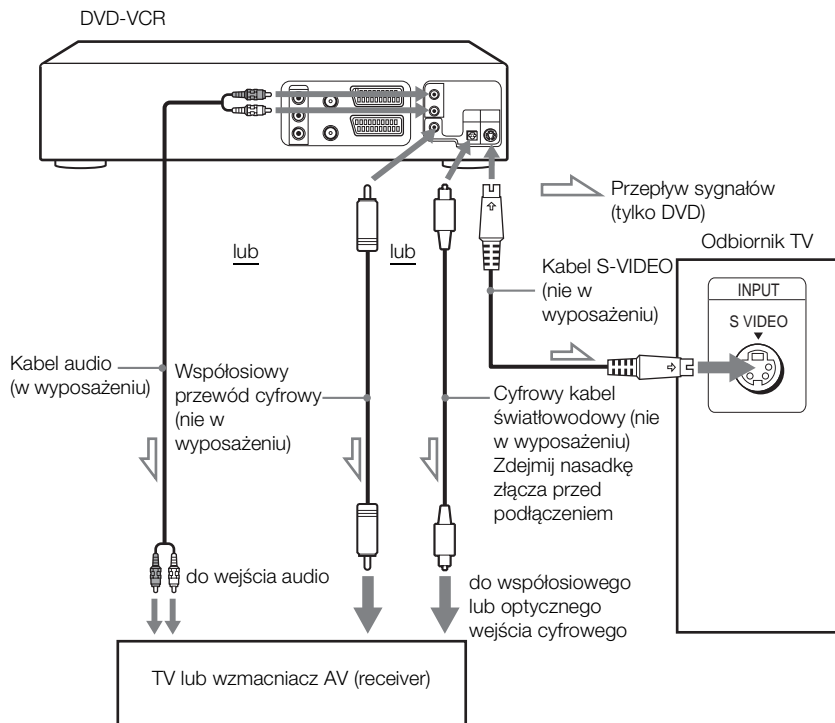 DVD-VCR
Przepływ sygnałów
(tylko DVD)
Odbiornik TV
lub
lub
Kabel S-VIDEO
(nie w
wyposażeniu)
INPUT
S VIDEO
Kabel audio
(w wyposażeniu)
Współosiowy
przewód cyfrowy
(nie w
wyposażeniu)
Cyfrowy kabel
światłowodowy (nie
w wyposażeniu)
Zdejmij nasadkę
złącza przed
podłączeniem
do wejścia audio
do współosiowego
lub optycznego
wejścia cyfrowego
TV lub wzmacniacz AV (receiver)